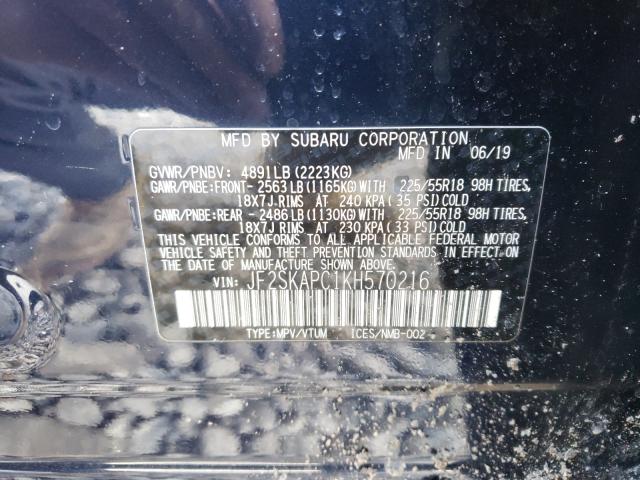 MFD BY SUBARU CORPORATION
MFD IN 06/19
GVWR/PNBV: 4891LB (2223KG)
GAWR/PNBE:FRONT- 2563 LB (1165KG) WITH 225/55R18 98H TIRES,
18X7J RIMS AT 240 KPA (35 PSI) COLD
GAWR/PNBE:REAR - 2486 LB (1130KG) WITH 225/55R18 98H TIRES,
18X7J RIMS AT 230 KPA (33 PSI) COLD
THIS VEHICLE CONFORMS TO ALL APPLICABLE FEDERAL MOTOR
VEHICLE SAFETY AND THEFT PREVENTION STANDARDS IN
EFFECT ON THE DATE OF MANUFACTURE SHOWN ABOVE.
VIN: JF2SKAPC1KH570216
TYPE:MPV/VTUM ICES/NMB-002